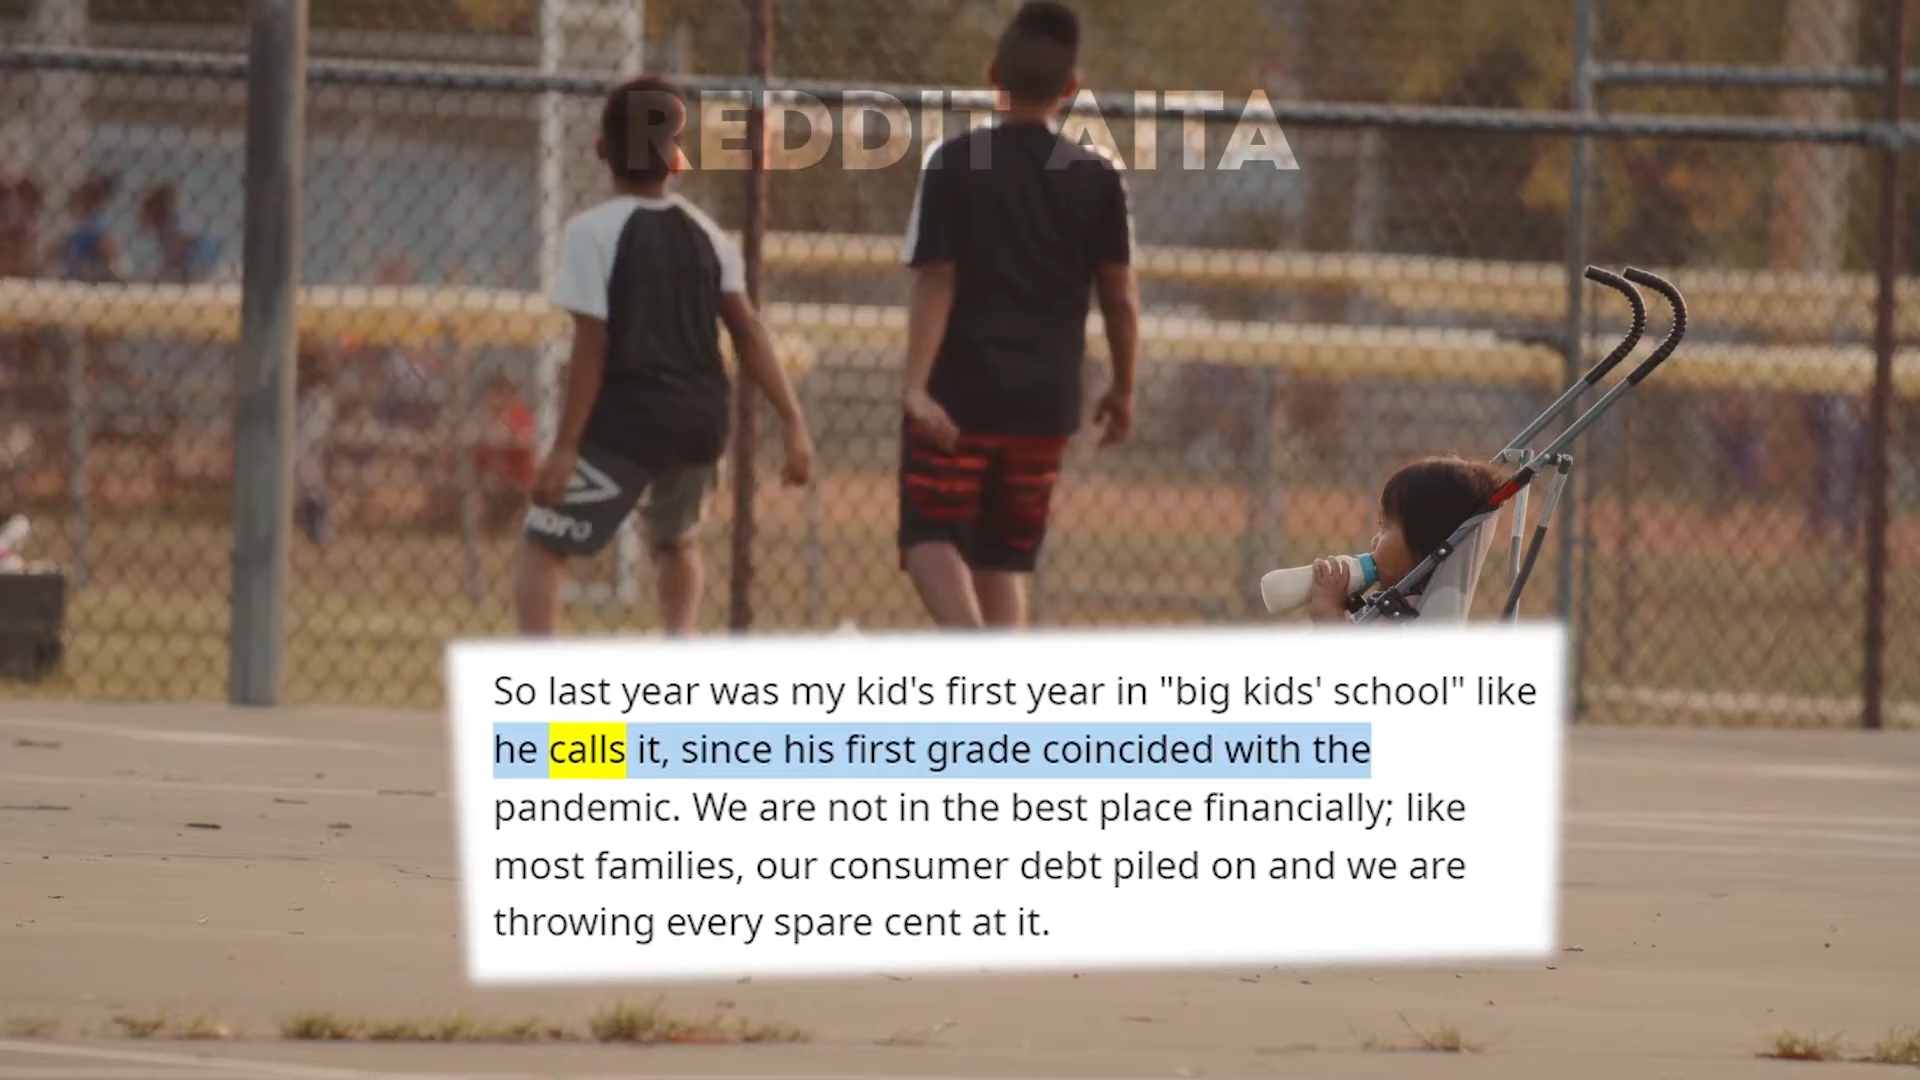 REDDIT AITA
So last year was my kid's first year in "big kids' school" like
he calls it, since his first grade coincided with the
pandemic. We are not in the best place financially; like
most families, our consumer debt piled on and we are
throwing every spare cent at it.